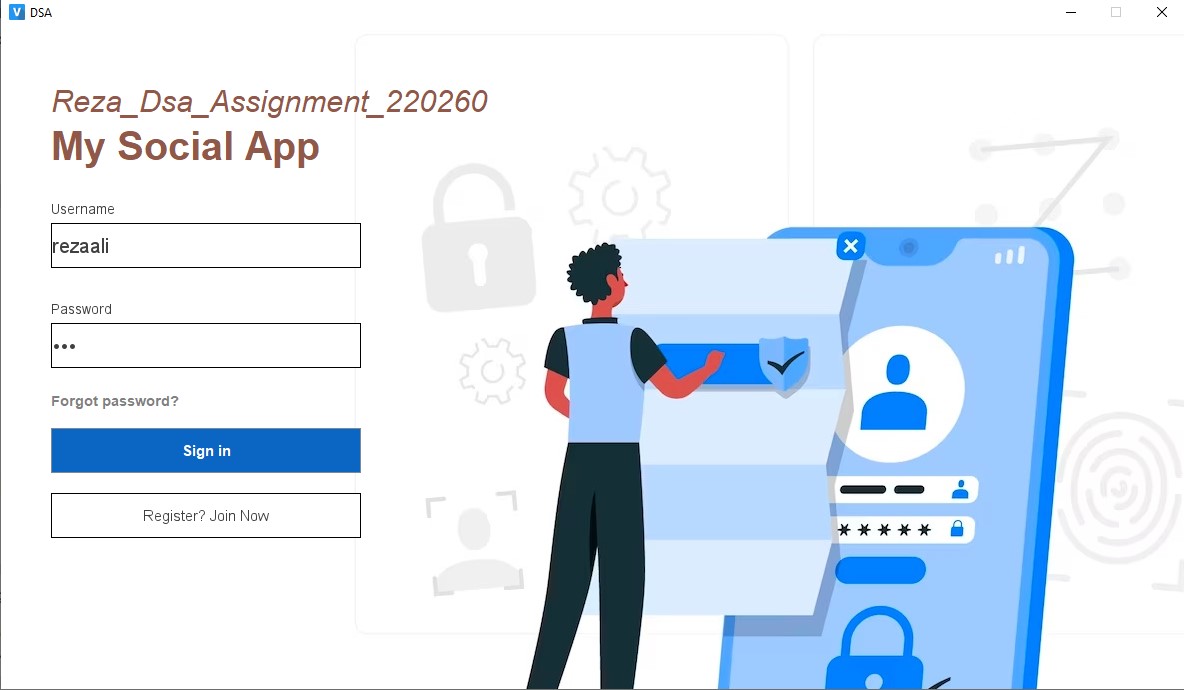 V DSA
Reza_Dsa_Assignment_220260
My Social App
Username
rezaali
Password
•••
Forgot password?
Sign in
Register? Join Now
*****